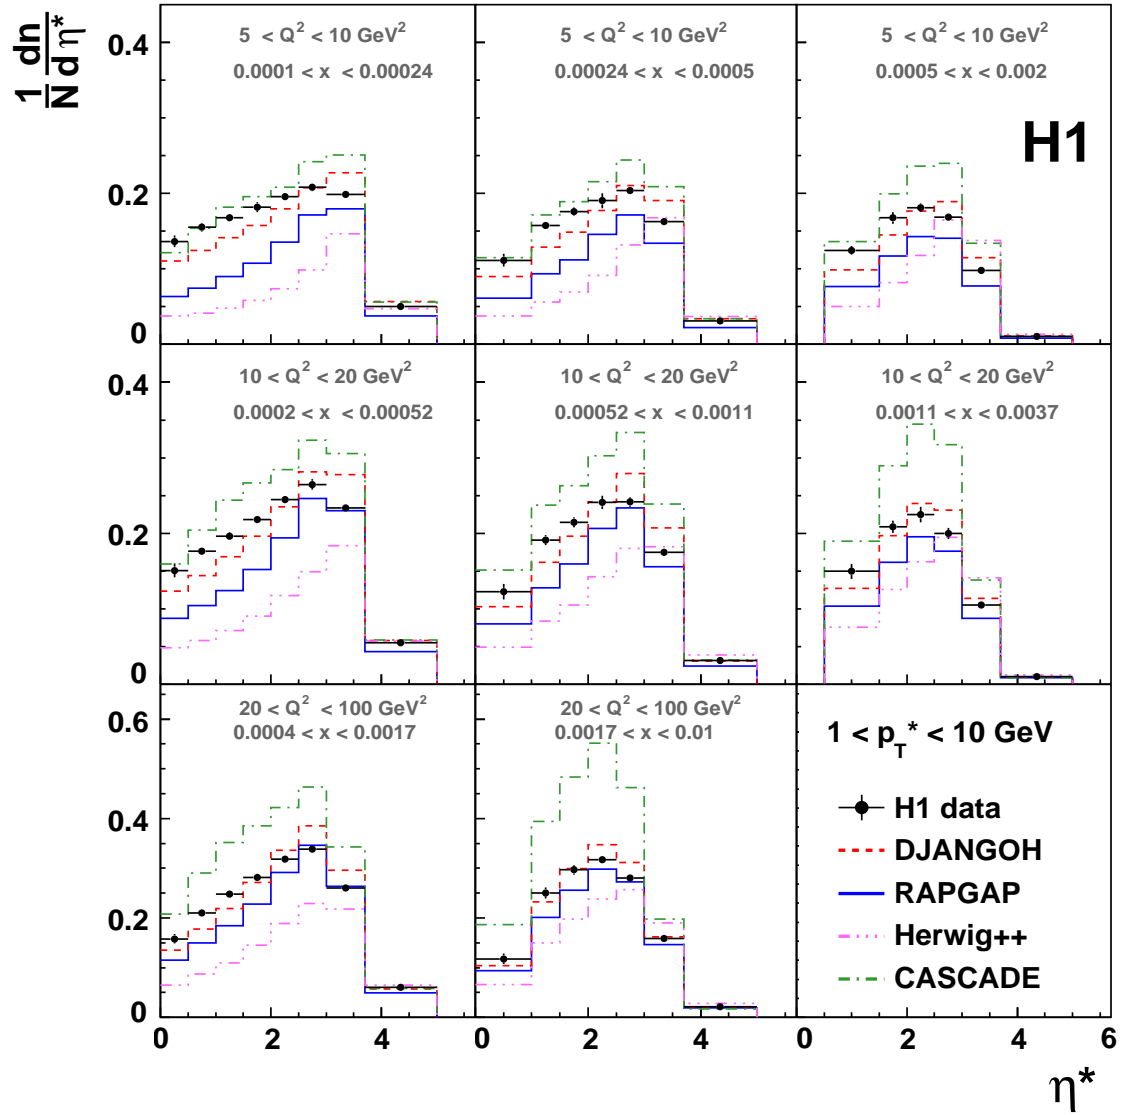 1/N dn/dη*
0.4
0.2
0
5 < Q² < 10 GeV²
0.0001 < x < 0.00024
5 < Q² < 10 GeV²
0.00024 < x < 0.0005
5 < Q² < 10 GeV²
0.0005 < x < 0.002
H1
0.4
0.2
0
10 < Q² < 20 GeV²
0.0002 < x < 0.00052
10 < Q² < 20 GeV²
0.00052 < x < 0.0011
10 < Q² < 20 GeV²
0.0011 < x < 0.0037
0.6
0.4
0.2
0
20 < Q² < 100 GeV²
0.0004 < x < 0.0017
20 < Q² < 100 GeV²
0.0017 < x < 0.01
1 < p_T* < 10 GeV
H1 data
DJANGOH
RAPGAP
Herwig++
CASCADE
0 2 4 0 2 4 0 2 4 6
η*